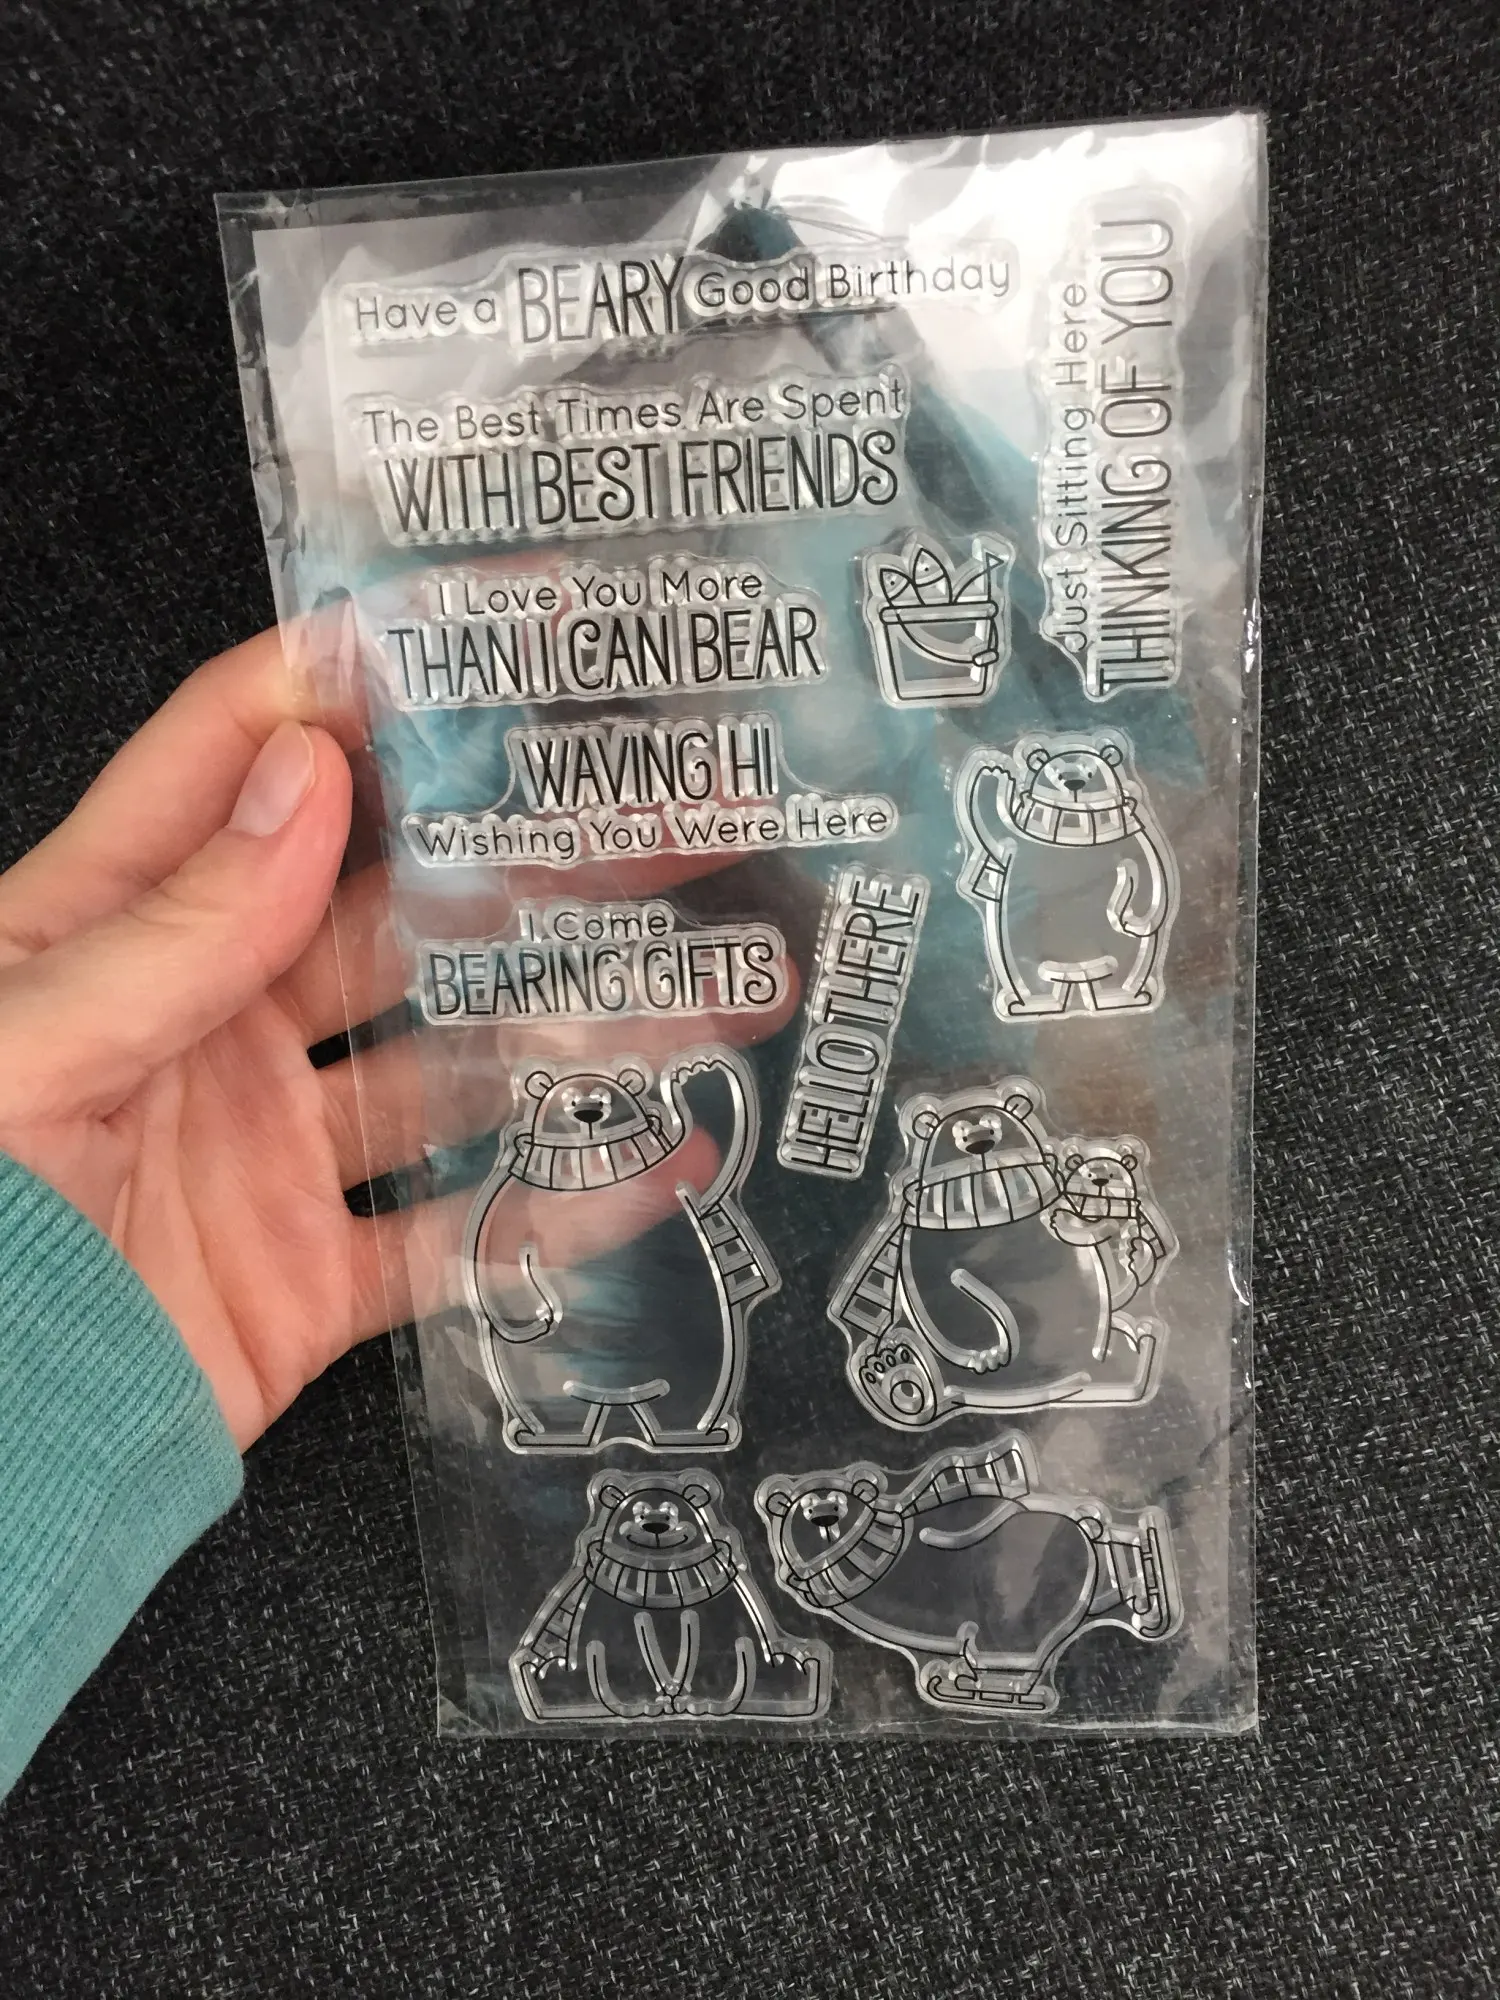 Have a BEARY Good Birthday
The Best Times Are Spent
WITH BEST FRIENDS
I Love You More
THAN I CAN BEAR
WAVING HI
Wishing You Were Here
I Come
BEARING GIFTS
HELLO THERE
Just Sitting Here
THINKING OF YOU